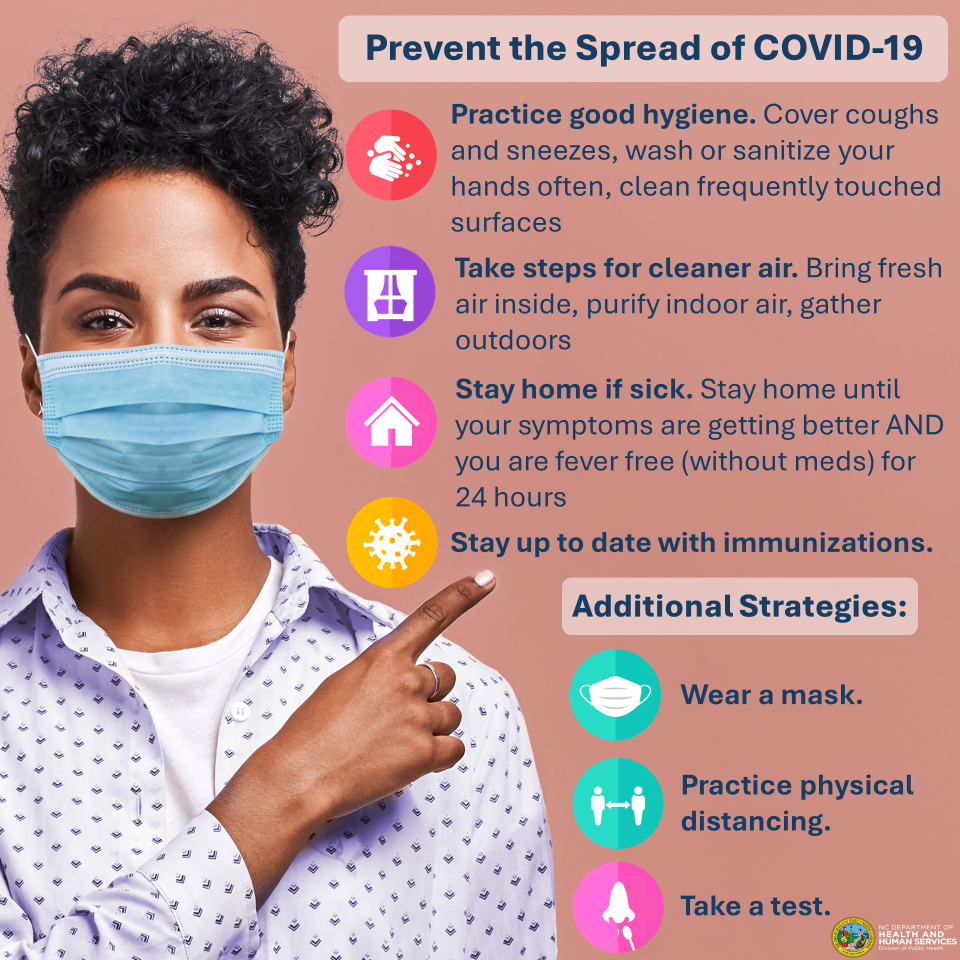 Prevent the Spread of COVID-19
Practice good hygiene. Cover coughs
and sneezes, wash or sanitize your
hands often, clean frequently touched
surfaces
Take steps for cleaner air. Bring fresh
air inside, purify indoor air, gather
outdoors
Stay home if sick. Stay home until
your symptoms are getting better AND
you are fever free (without meds) for
24 hours
Stay up to date with immunizations.
Additional Strategies:
Wear a mask.
Practice physical
distancing.
Take a test.
NC DEPARTMENT OF
HEALTH AND
HUMAN SERVICES
Division of Public Health